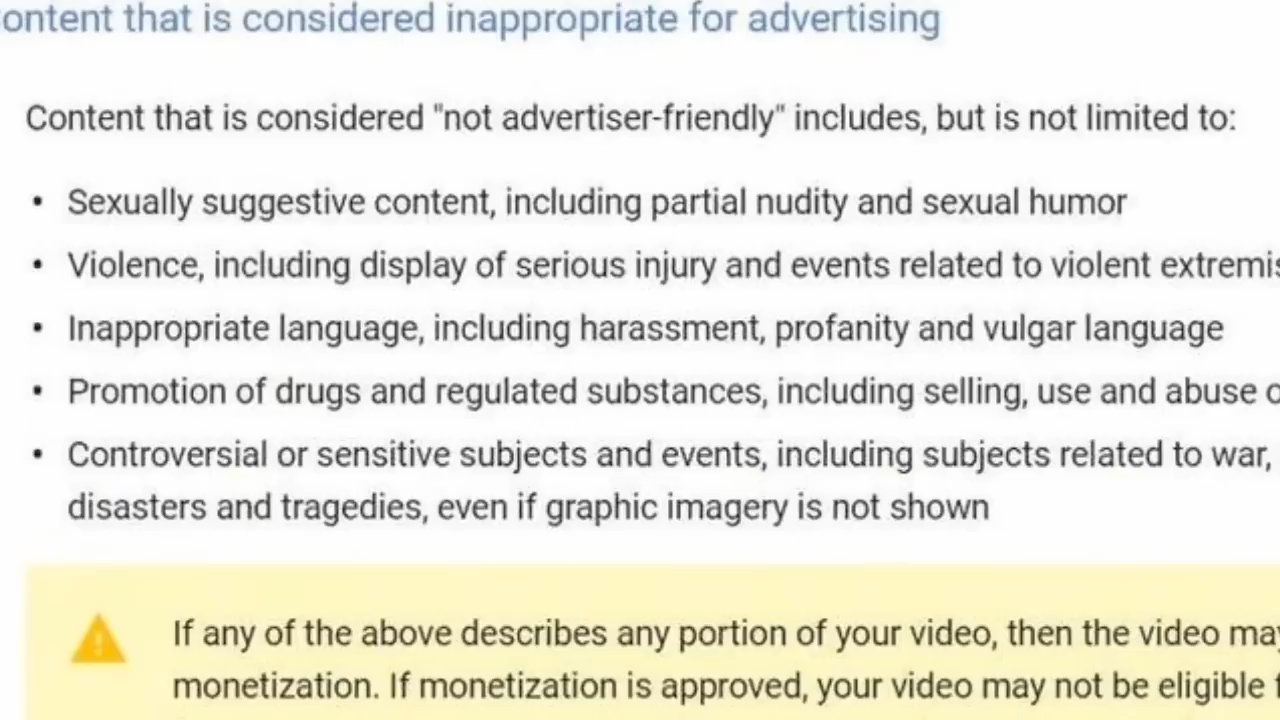 ontent that is considered inappropriate for advertising
Content that is considered "not advertiser-friendly" includes, but is not limited to:
• Sexually suggestive content, including partial nudity and sexual humor
• Violence, including display of serious injury and events related to violent extremis
• Inappropriate language, including harassment, profanity and vulgar language
• Promotion of drugs and regulated substances, including selling, use and abuse o
• Controversial or sensitive subjects and events, including subjects related to war,
disasters and tragedies, even if graphic imagery is not shown
If any of the above describes any portion of your video, then the video may
monetization. If monetization is approved, your video may not be eligible f